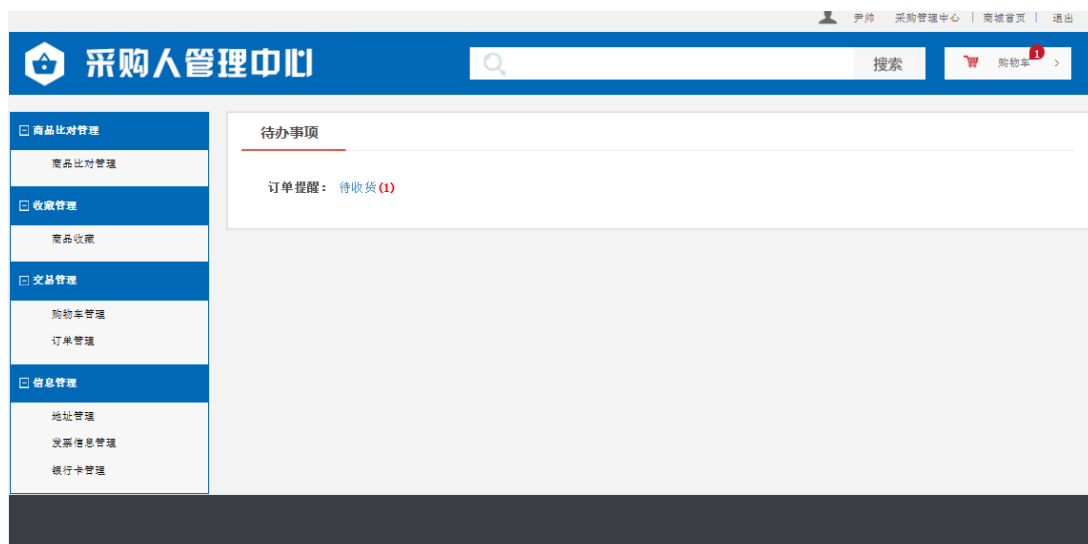 尹帅 采购管理中心 | 商城首页 | 退出
采购人管理中心 搜索 购物车 1 >
商品比对管理
商品比对管理
收藏管理
商品收藏
交易管理
购物车管理
订单管理
信息管理
地址管理
发票信息管理
银行卡管理
待办事项
订单提醒： 待收货(1)